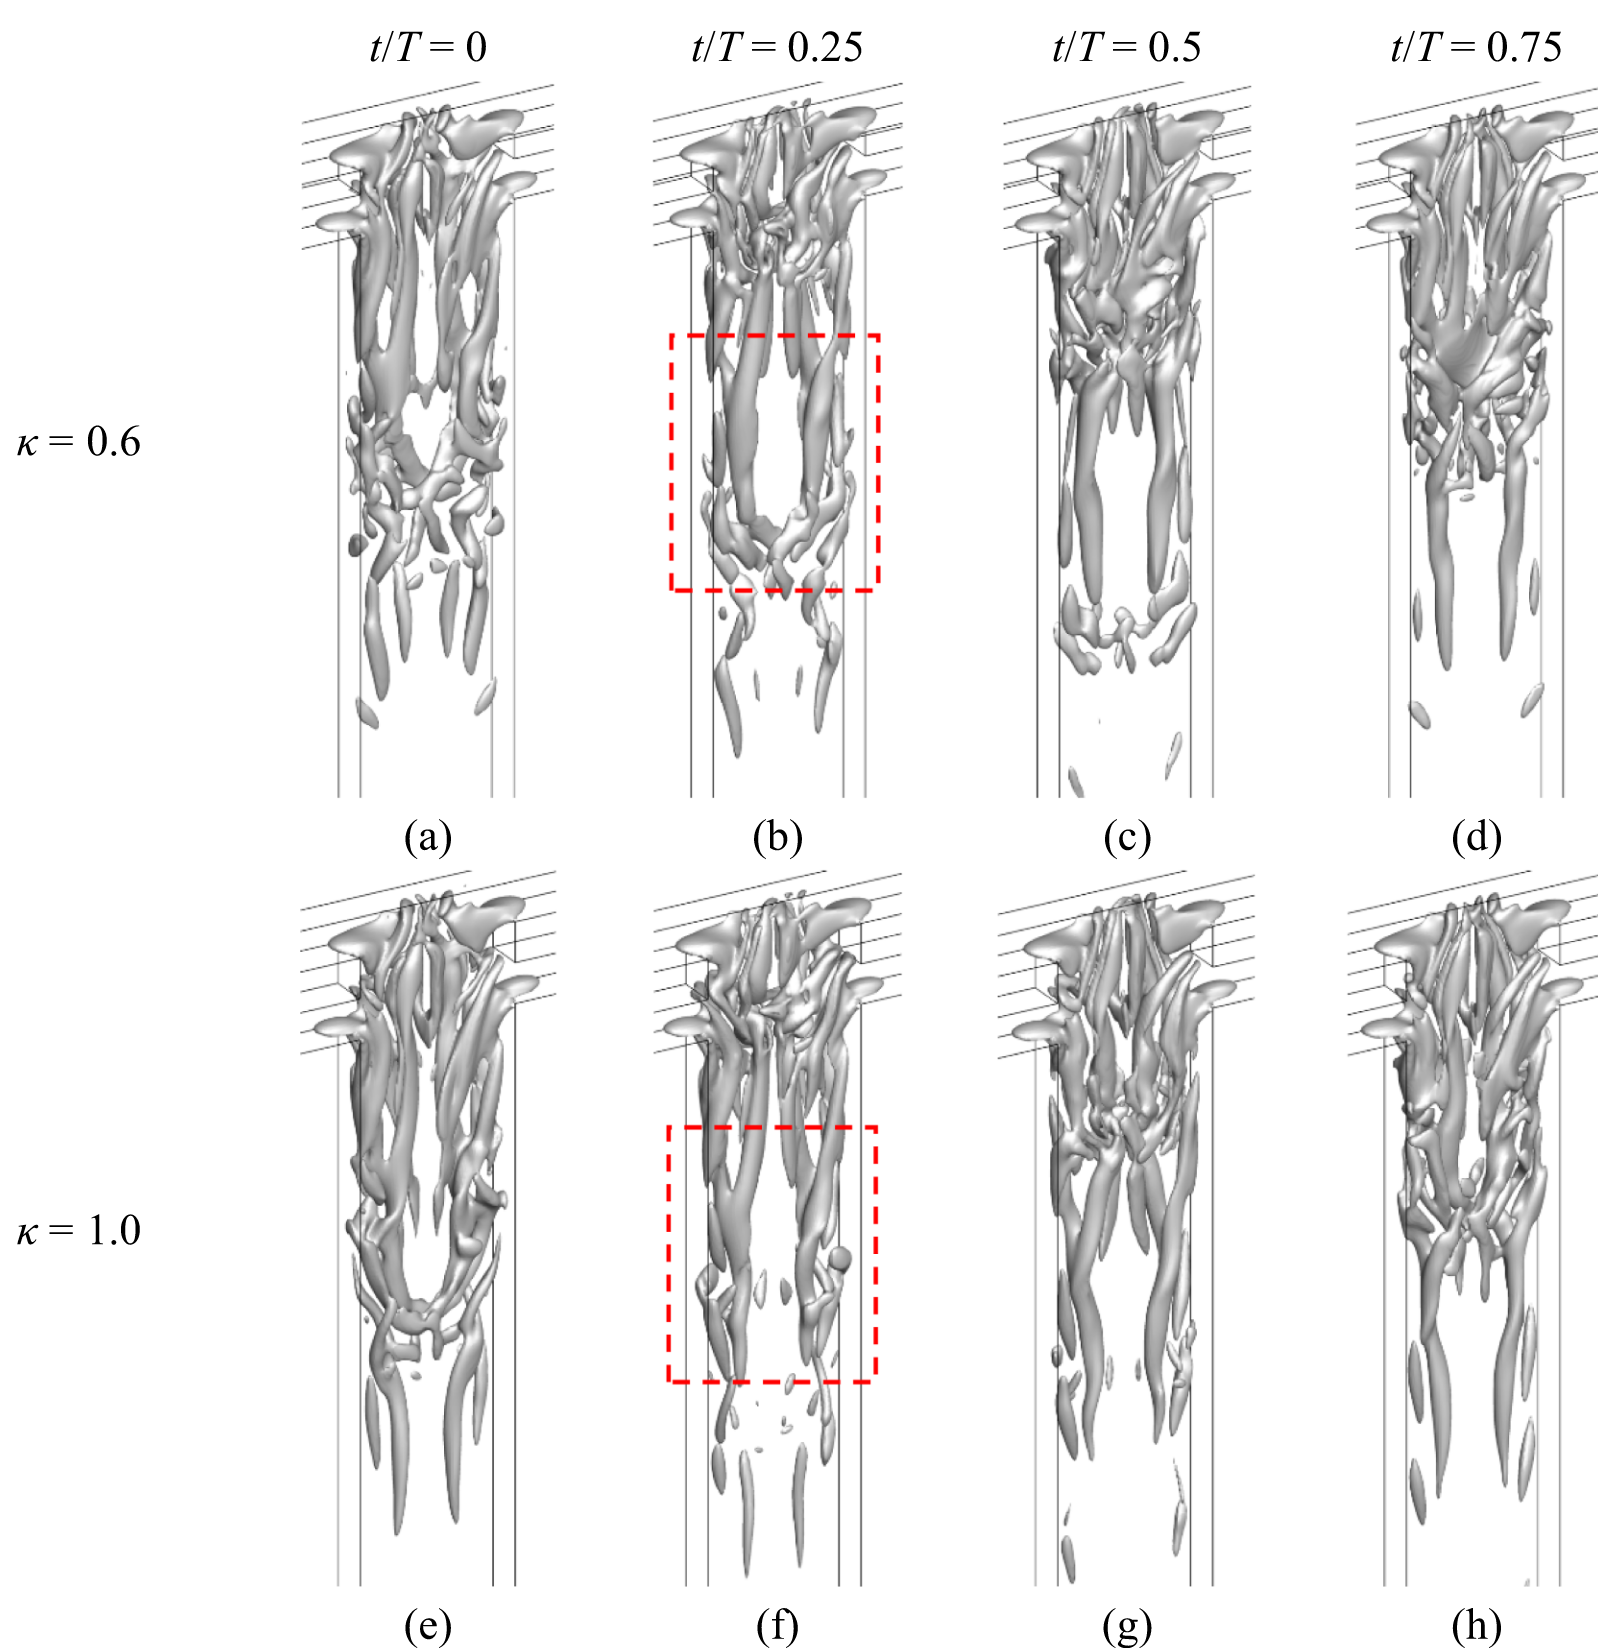 t/T = 0 t/T = 0.25 t/T = 0.5 t/T = 0.75
κ = 0.6
(a) (b) (c) (d)
κ = 1.0
(e) (f) (g) (h)